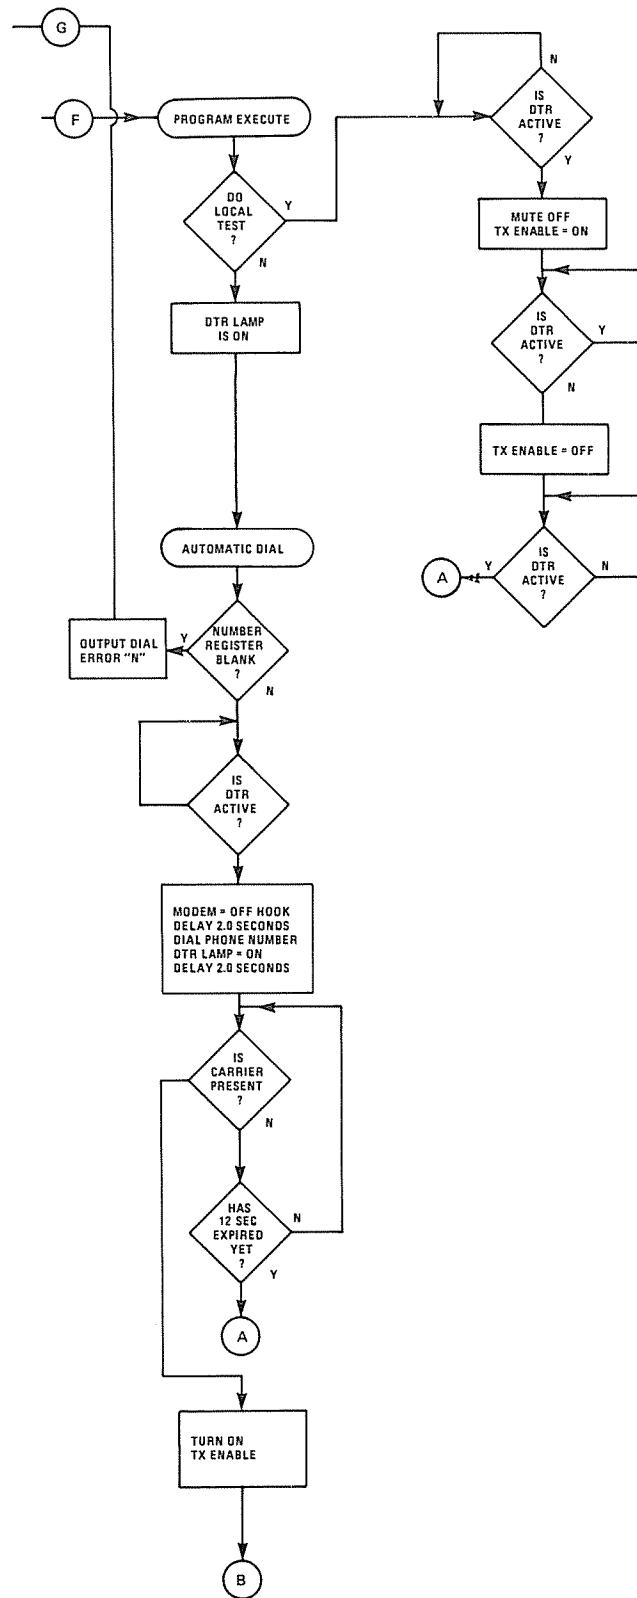 G
F
PROGRAM EXECUTE
DO
LOCAL
TEST
?
Y
N
DTR LAMP
IS ON
AUTOMATIC DIAL
NUMBER
REGISTER
BLANK
?
Y
N
OUTPUT DIAL
ERROR "N"
IS
DTR
ACTIVE
?
MODEM = OFF HOOK
DELAY 2.0 SECONDS
DIAL PHONE NUMBER
DTR LAMP = ON
DELAY 2.0 SECONDS
IS
CARRIER
PRESENT
?
N
HAS
12 SEC
EXPIRED
YET
?
N
Y
A
TURN ON
TX ENABLE
B
N
IS
DTR
ACTIVE
?
Y
MUTE OFF
TX ENABLE = ON
IS
DTR
ACTIVE
?
Y
N
TX ENABLE = OFF
IS
DTR
ACTIVE
?
Y
N
A